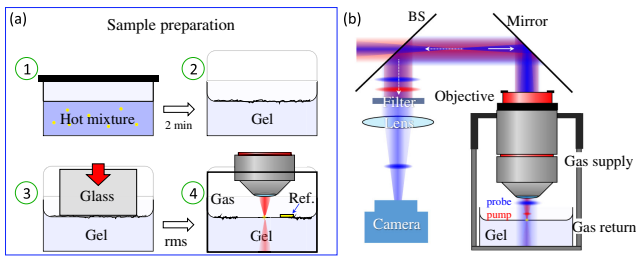 (a)
Sample preparation
1
2
Hot mixture
2 min
Gel
3
4
Glass
Gel
rms
Gas
Ref.
Gel
(b)
BS
Mirror
Filter
Lens
Objective
Gas supply
probe
pump
Gas return
Gel
Camera